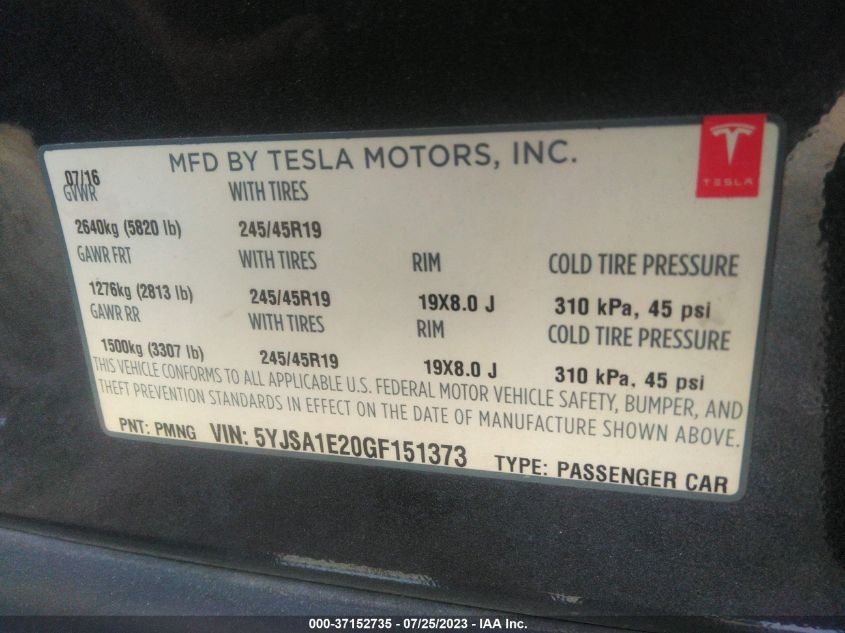 MFD BY TESLA MOTORS, INC.
TESLA
07/16
GVWR WITH TIRES
2640kg (5820 lb) 245/45R19
GAWR FRT WITH TIRES RIM COLD TIRE PRESSURE
1276kg (2813 lb) 245/45R19 19X8.0 J 310 kPa, 45 psi
GAWR RR WITH TIRES RIM COLD TIRE PRESSURE
1500kg (3307 lb) 245/45R19 19X8.0 J 310 kPa, 45 psi
THIS VEHICLE CONFORMS TO ALL APPLICABLE U.S. FEDERAL MOTOR VEHICLE SAFETY, BUMPER, AND
THEFT PREVENTION STANDARDS IN EFFECT ON THE DATE OF MANUFACTURE SHOWN ABOVE.
PNT: PMNG VIN: 5YJSA1E20GF151373 TYPE: PASSENGER CAR
000-37152735 - 07/25/2023 - IAA Inc.